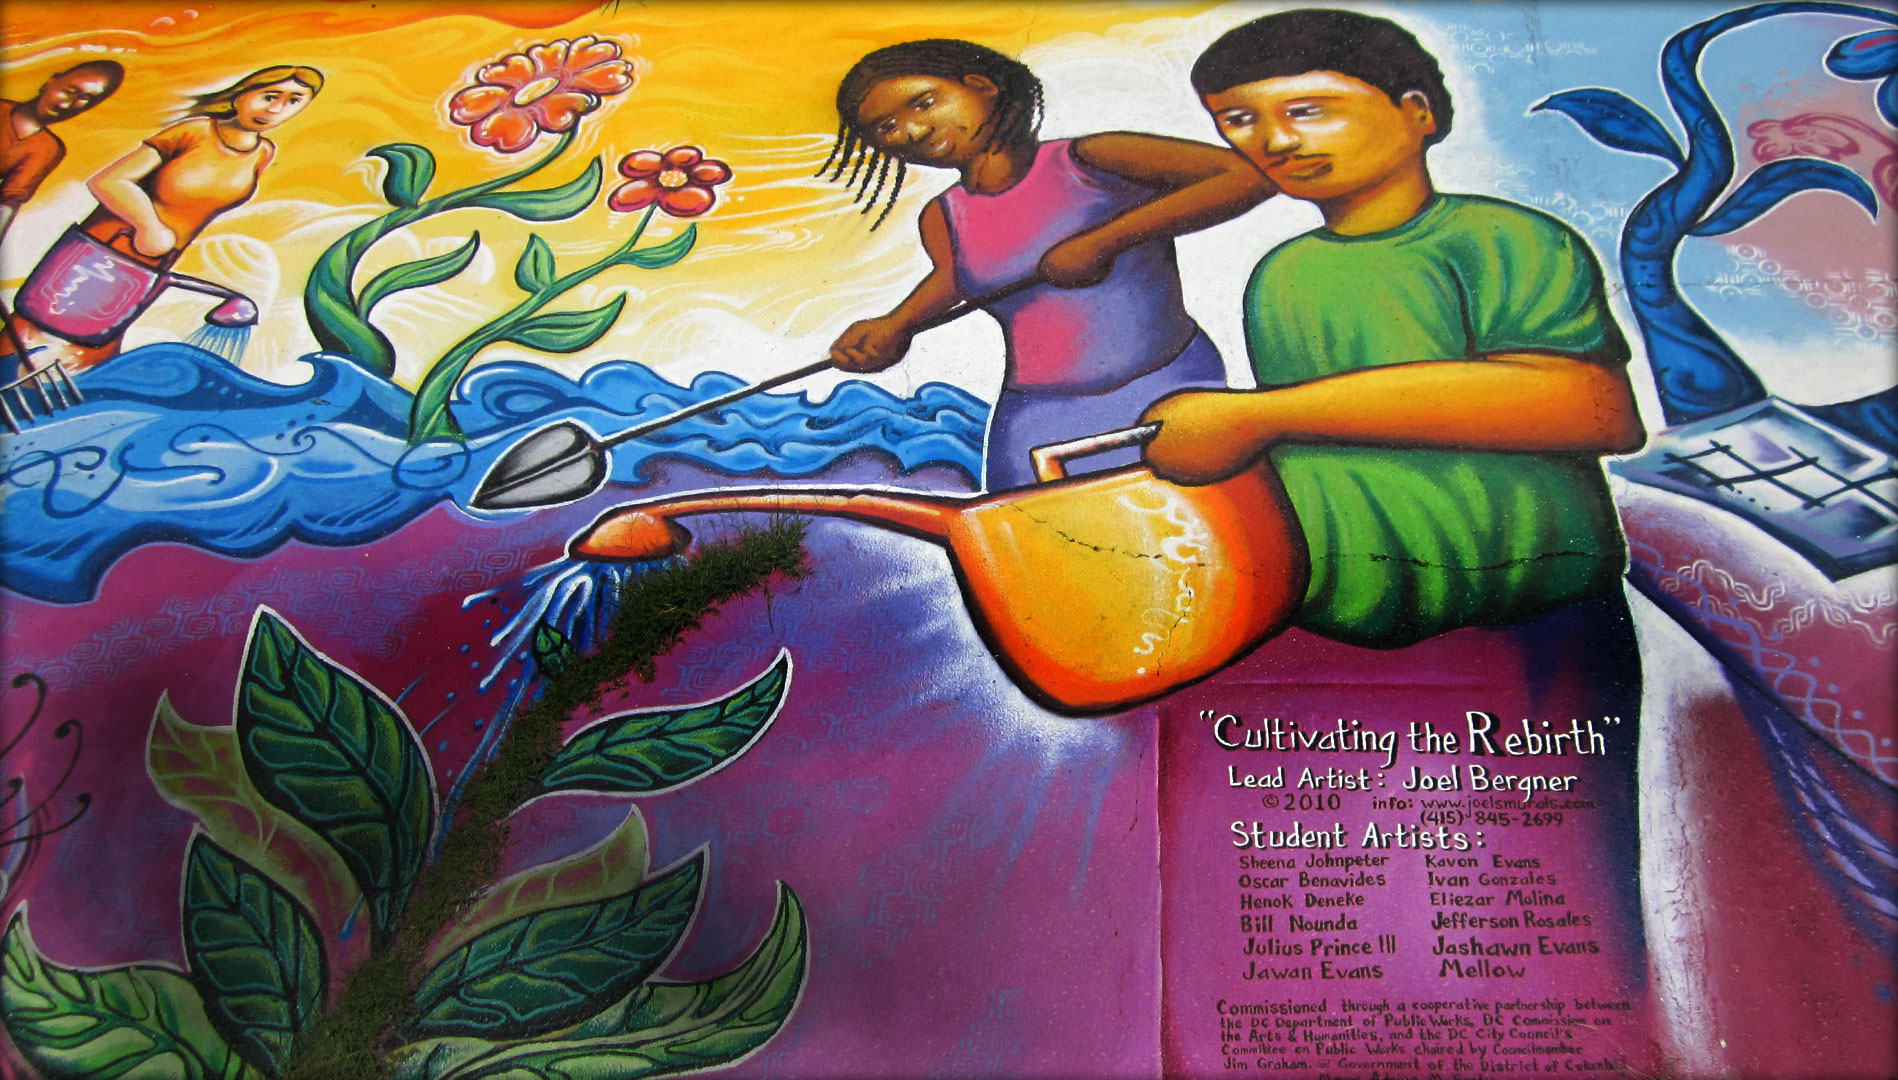 "Cultivating the Rebirth"
Lead Artist: Joel Bergner
© 2010 info: www.joelsmurals.com
(415) 845-2699
Student Artists:
Sheena Johnpeter Kavon Evans
Oscar Benavides Ivan Gonzales
Henok Deneke Eliezar Molina
Bill Nounda Jefferson Rosales
Julius Prince III Jashawn Evans
Jawan Evans Mellow
Commissioned through a cooperative partnership between
the DC Department of Public Works, DC Commission on
the Arts & Humanities, and the DC City Council's
Committee on Public Works chaired by Councilmember
Jim Graham. Government of the District of Columbia